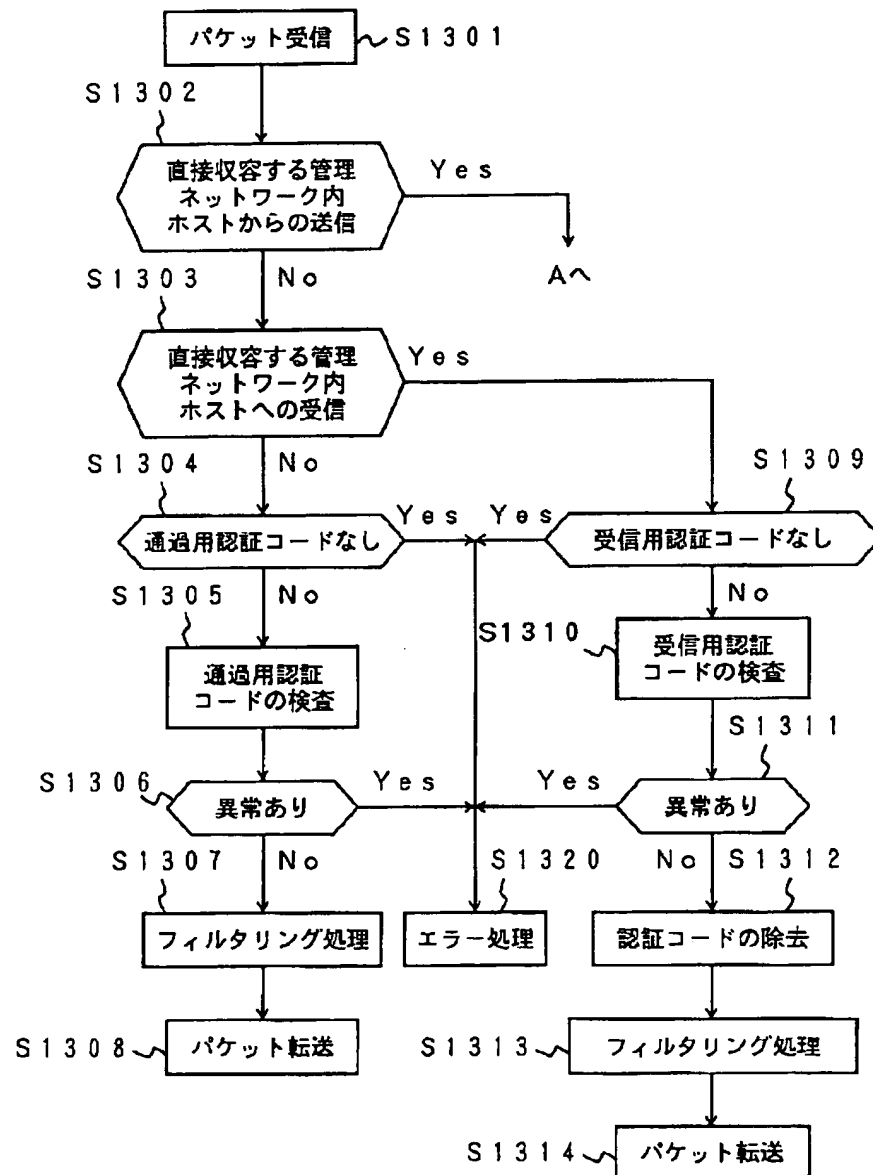 パケット受信
S1301
S1302
直接収容する管理
ネットワーク内
ホストからの送信
Yes
Aへ
No
S1303
直接収容する管理
ネットワーク内
ホストへの受信
Yes
No
S1304
通過用認証コードなし
Yes
Yes
S1309
受信用認証コードなし
No
S1305
通過用認証
コードの検査
No
S1310
受信用認証
コードの検査
S1306
異常あり
Yes
Yes
S1311
異常あり
No
S1307
フィルタリング処理
S1320
エラー処理
No
S1312
認証コードの除去
S1308
パケット転送
S1313
フィルタリング処理
S1314
パケット転送